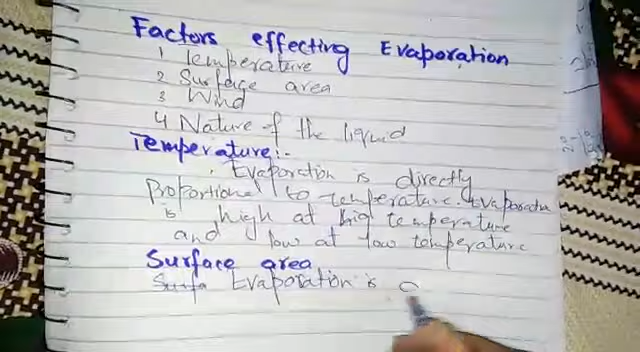 Factors effecting Evaporation
1 Temperature
2 Surface area
3 Wind
4 Nature of the liquid
Temperature:-
Evaporation is directly
Proportional to temperature. Evaporation
is high at high temperature
and low at low temperature
Surface area
Surfa Evaporation is